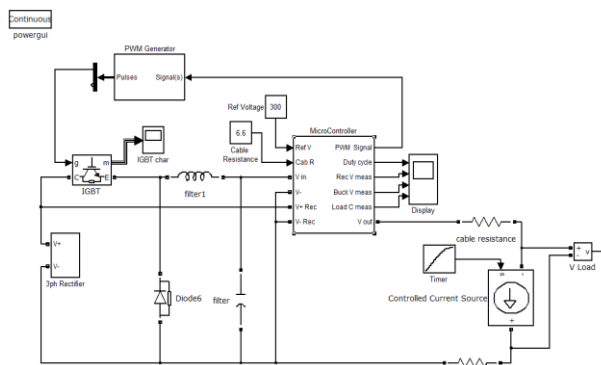 Continuous
powergui
PWM Generator
Pulses
Signal(s)
Ref Voltage
300
MicroController
6.6
Cable
Resistance
IGBT char
g
m
C
E
IGBT
filter1
Ref V
Cab R
V in
V-
V+ Rec
V- Rec
PWM Signal
Duty cycle
Rec V meas
Buck V meas
Load C meas
V out
Display
cable resistance
V+
V-
3ph Rectifier
Diode6
filter
Timer
Controlled Current Source
+
-
v
V Load